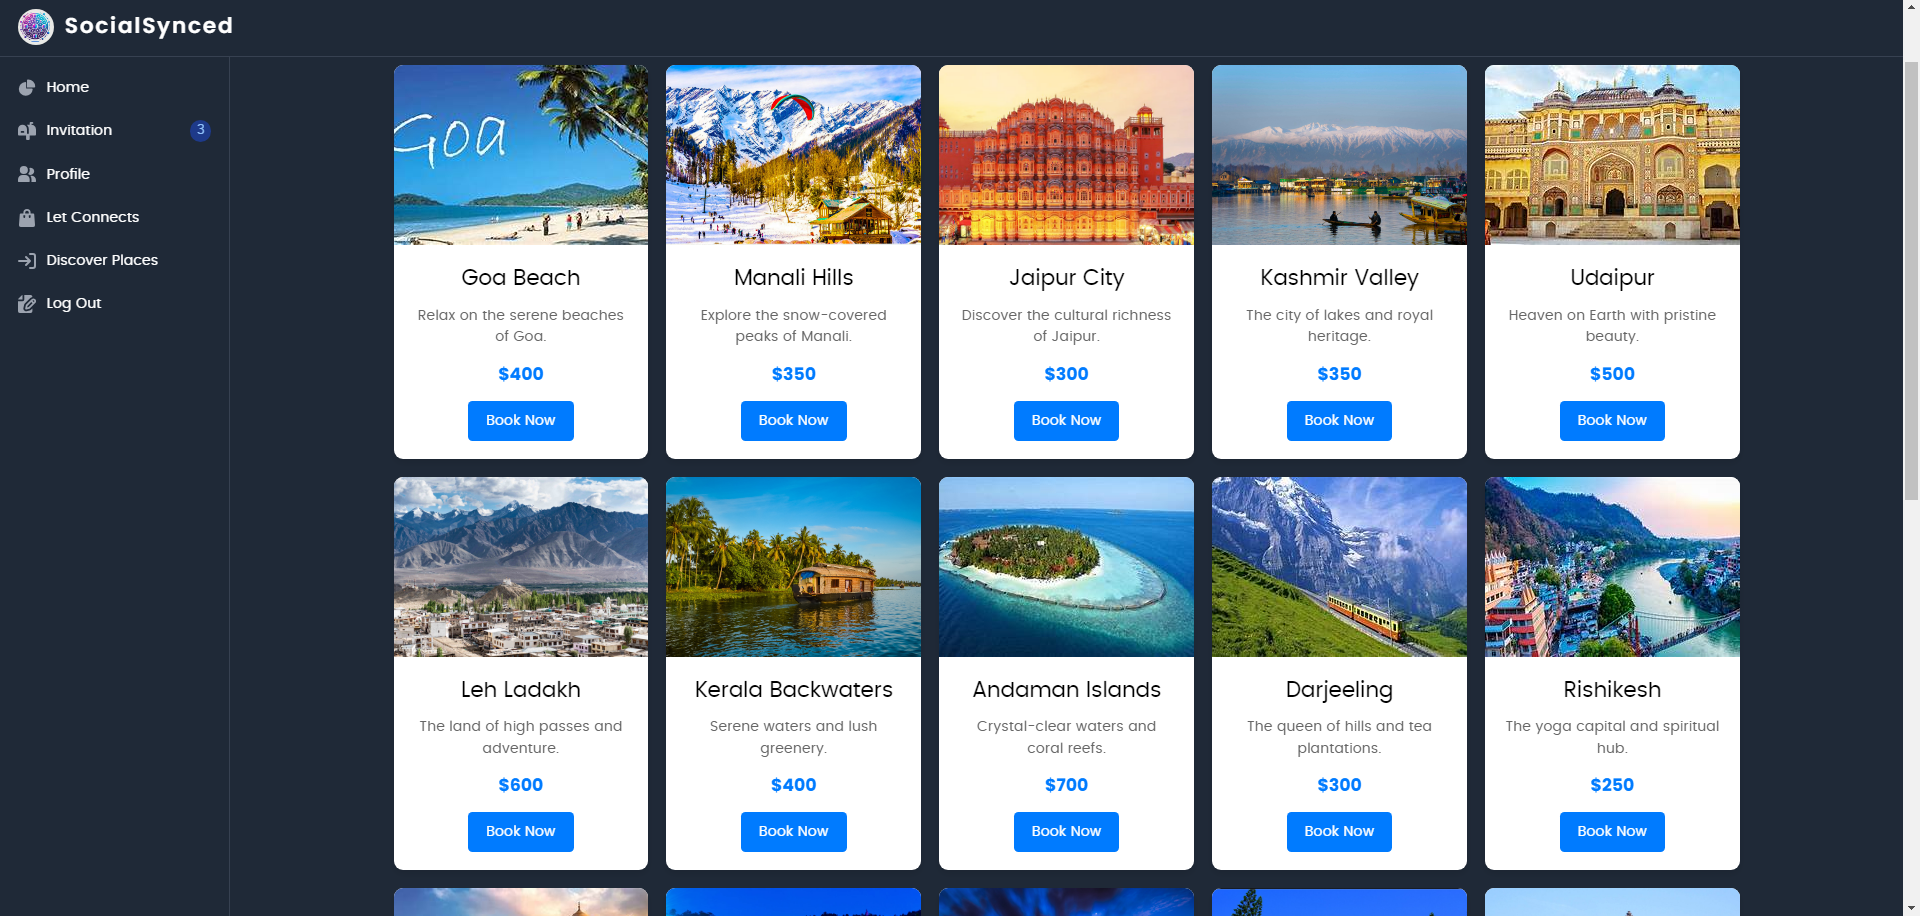 SocialSynced
Home
Invitation 3
Profile
Let Connects
Discover Places
Log Out
Goa
Goa Beach
Relax on the serene beaches
of Goa.
$400
Book Now
Manali Hills
Explore the snow-covered
peaks of Manali.
$350
Book Now
Jaipur City
Discover the cultural richness
of Jaipur.
$300
Book Now
Kashmir Valley
The city of lakes and royal
heritage.
$350
Book Now
Udaipur
Heaven on Earth with pristine
beauty.
$500
Book Now
Leh Ladakh
The land of high passes and
adventure.
$600
Book Now
Kerala Backwaters
Serene waters and lush
greenery.
$400
Book Now
Andaman Islands
Crystal-clear waters and
coral reefs.
$700
Book Now
Darjeeling
The queen of hills and tea
plantations.
$300
Book Now
Rishikesh
The yoga capital and spiritual
hub.
$250
Book Now